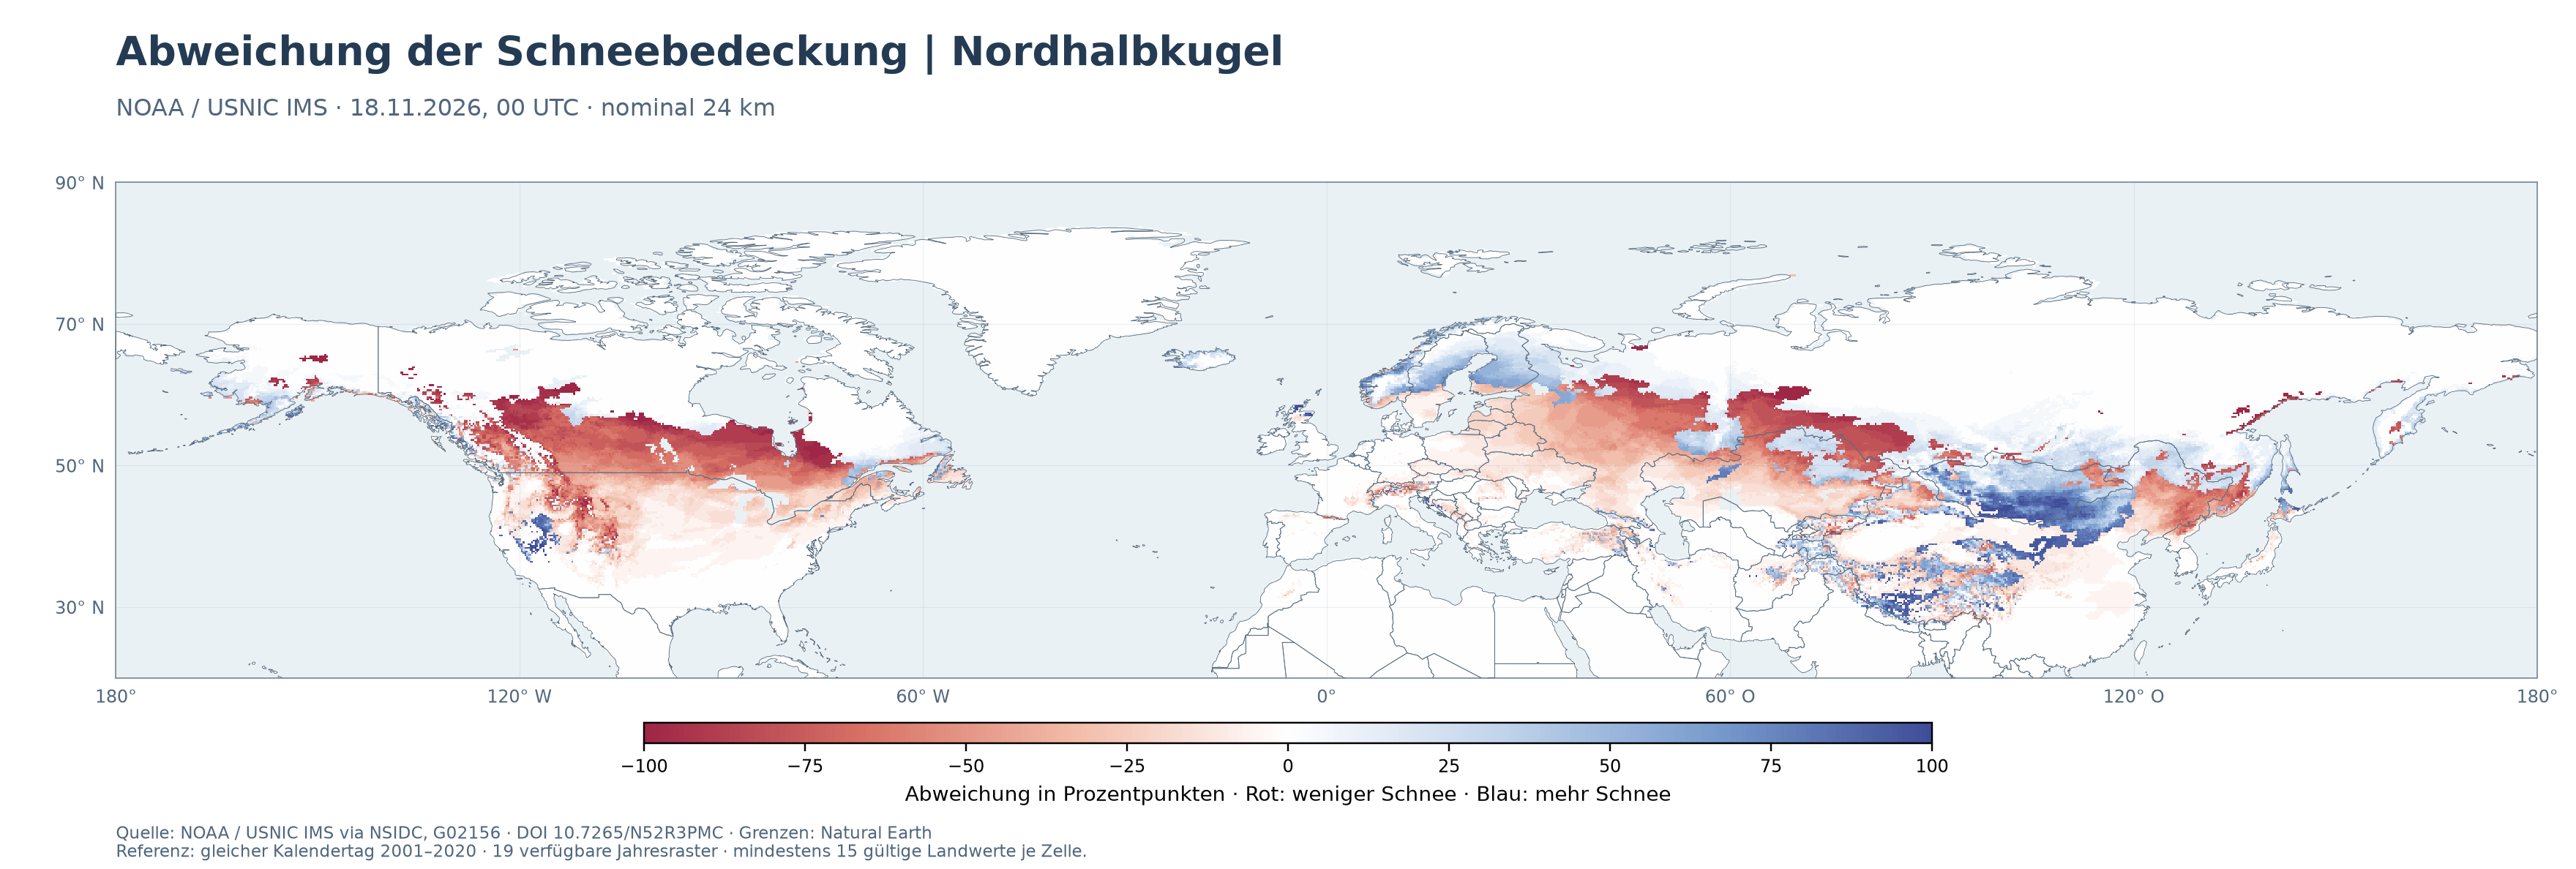 Abweichung der Schneebedeckung | Nordhalbkugel
NOAA / USNIC IMS · 18.11.2026, 00 UTC · nominal 24 km
90° N
70° N
50° N
30° N
180° 120° W 60° W 0° 60° O 120° O 180°
−100 −75 −50 −25 0 25 50 75 100
Abweichung in Prozentpunkten · Rot: weniger Schnee · Blau: mehr Schnee
Quelle: NOAA / USNIC IMS via NSIDC, G02156 · DOI 10.7265/N52R3PMC · Grenzen: Natural Earth
Referenz: gleicher Kalendertag 2001–2020 · 19 verfügbare Jahresraster · mindestens 15 gültige Landwerte je Zelle.